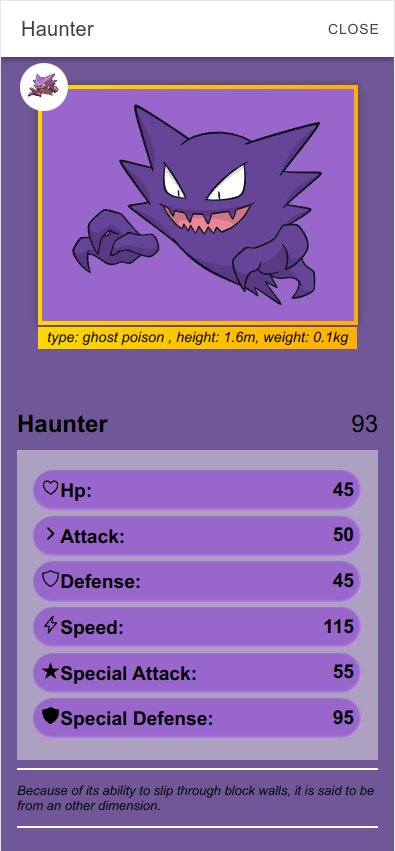 Haunter CLOSE
type: ghost poison , height: 1.6m, weight: 0.1kg
Haunter 93
Hp: 45
Attack: 50
Defense: 45
Speed: 115
Special Attack: 55
Special Defense: 95
Because of its ability to slip through block walls, it is said to be
from an other dimension.